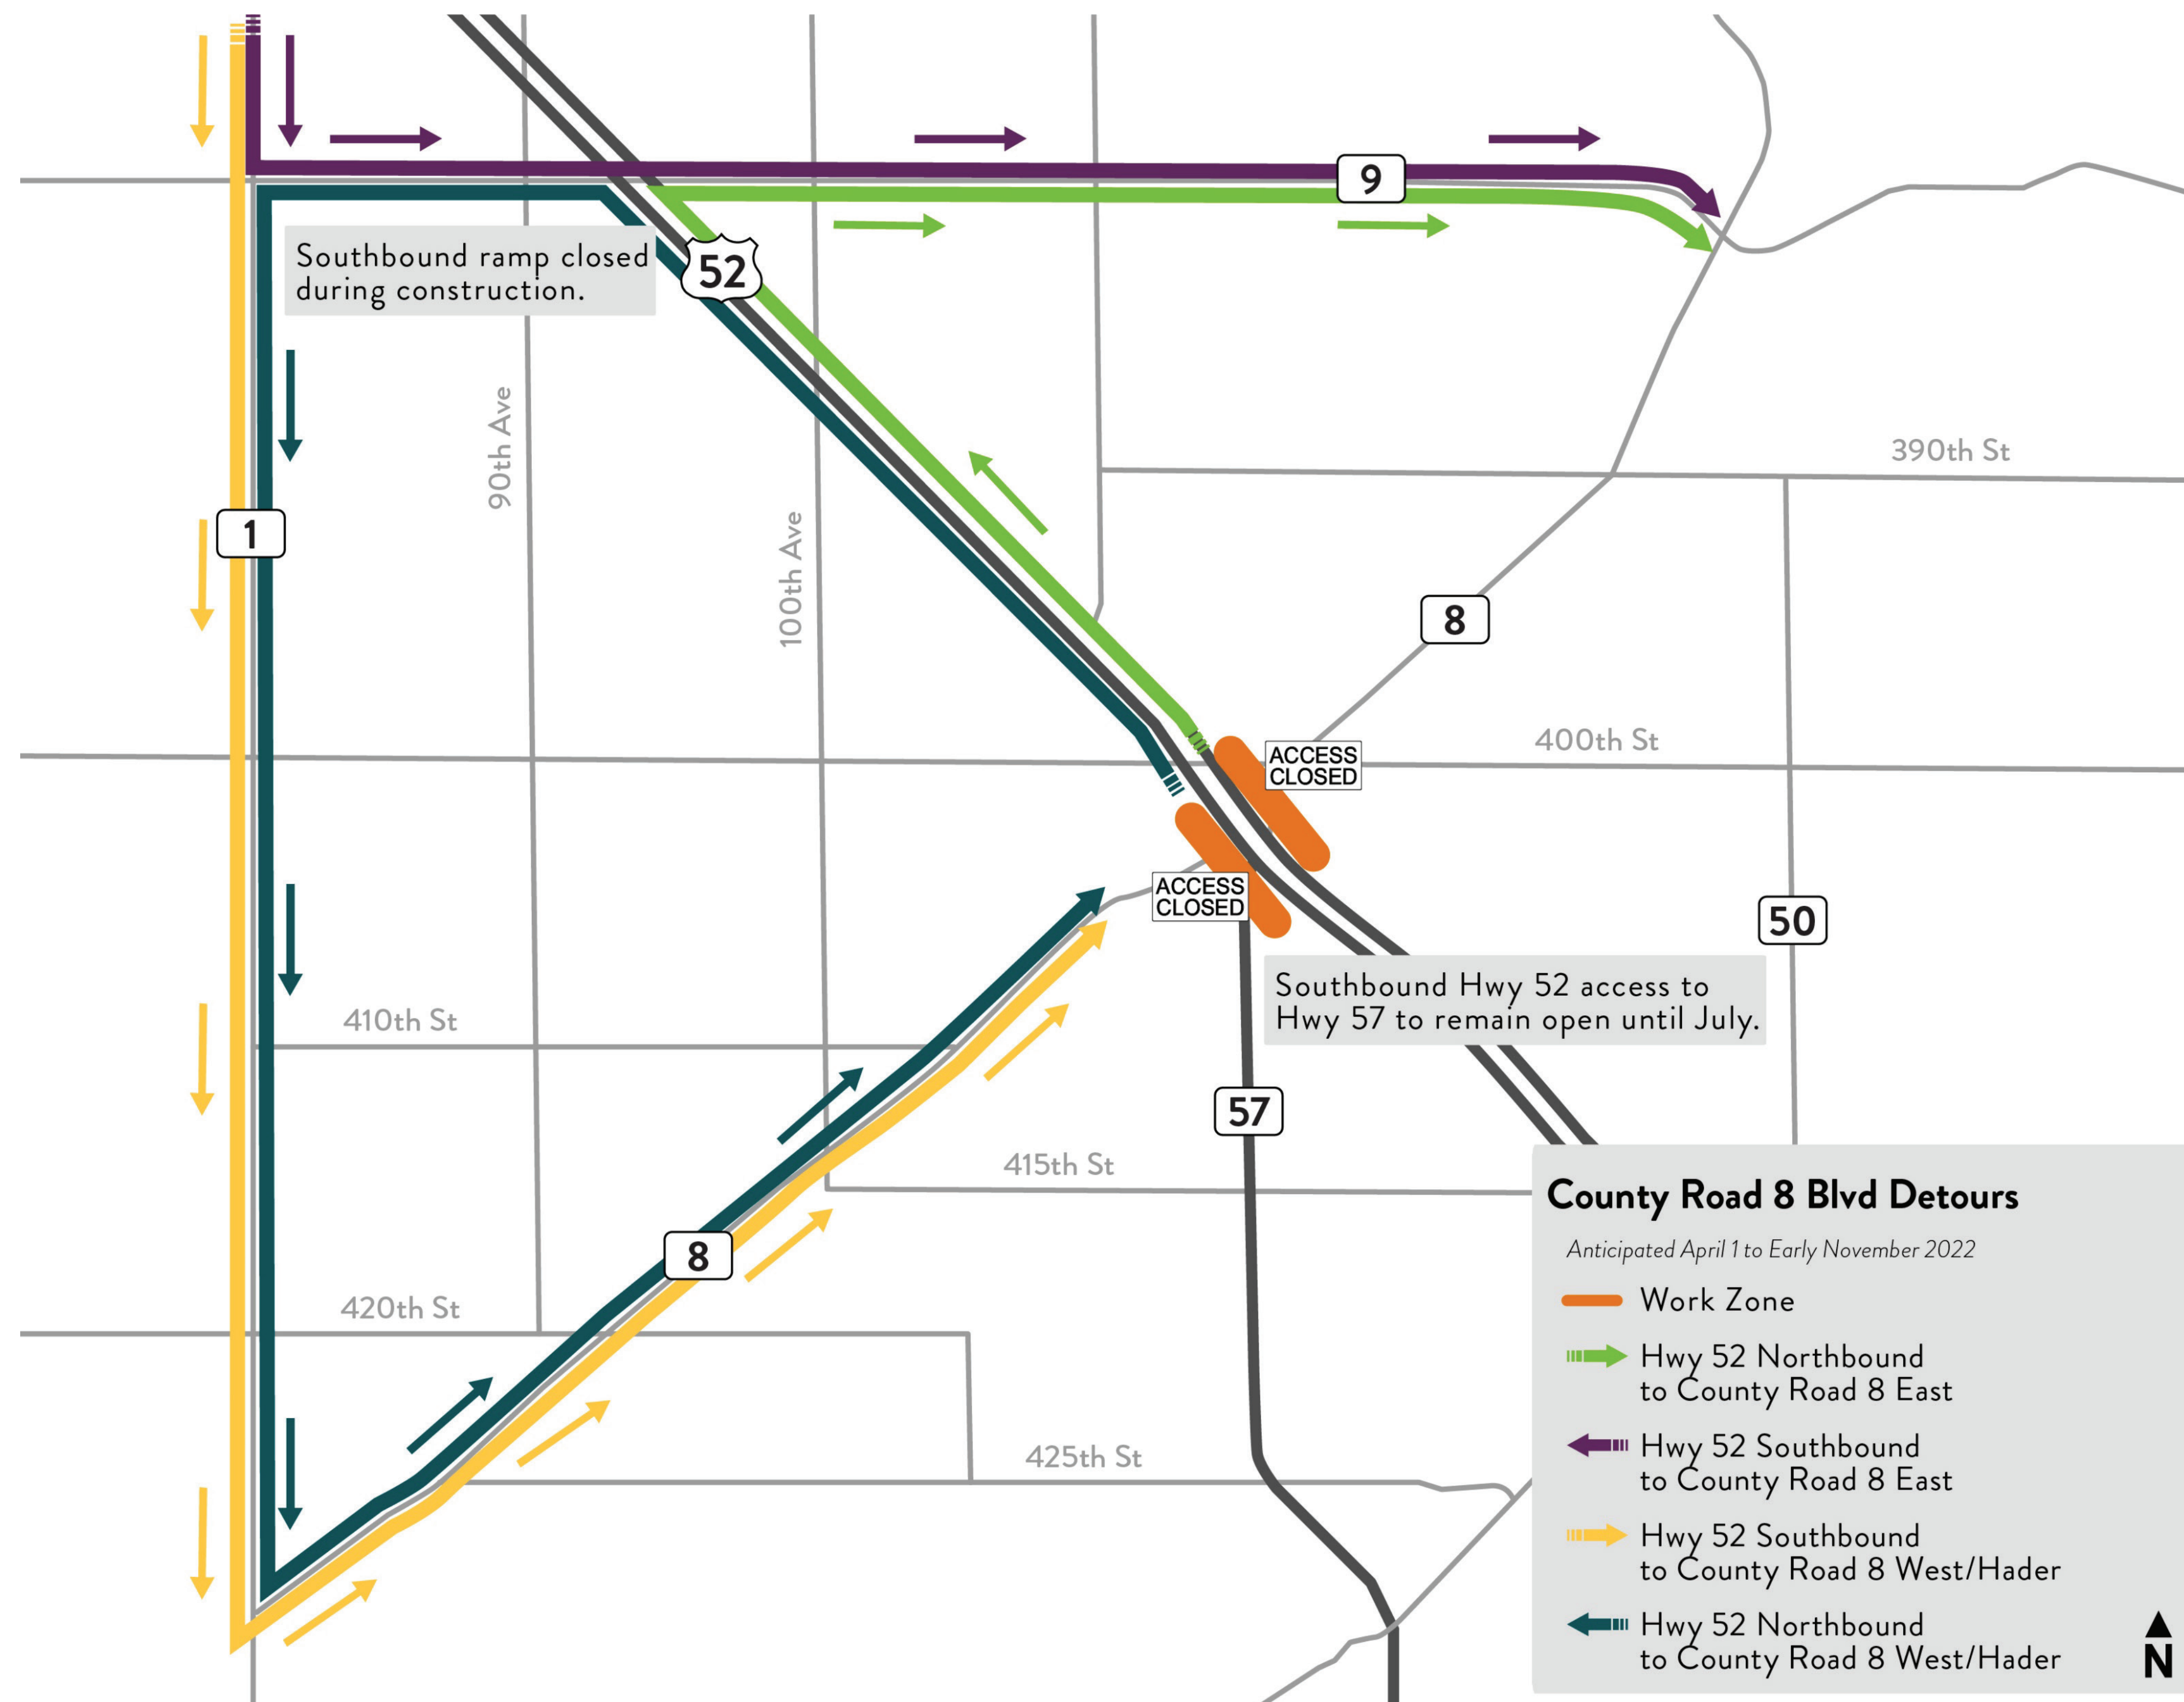 9
Southbound ramp closed
during construction.
52
90th Ave
390th St
1
100th Ave
8
400th St
ACCESS
CLOSED
ACCESS
CLOSED
50
Southbound Hwy 52 access to
Hwy 57 to remain open until July.
410th St
57
415th St
8
420th St
425th St
County Road 8 Blvd Detours
Anticipated April 1 to Early November 2022
Work Zone
Hwy 52 Northbound
to County Road 8 East
Hwy 52 Southbound
to County Road 8 East
Hwy 52 Southbound
to County Road 8 West/Hader
Hwy 52 Northbound
to County Road 8 West/Hader
N